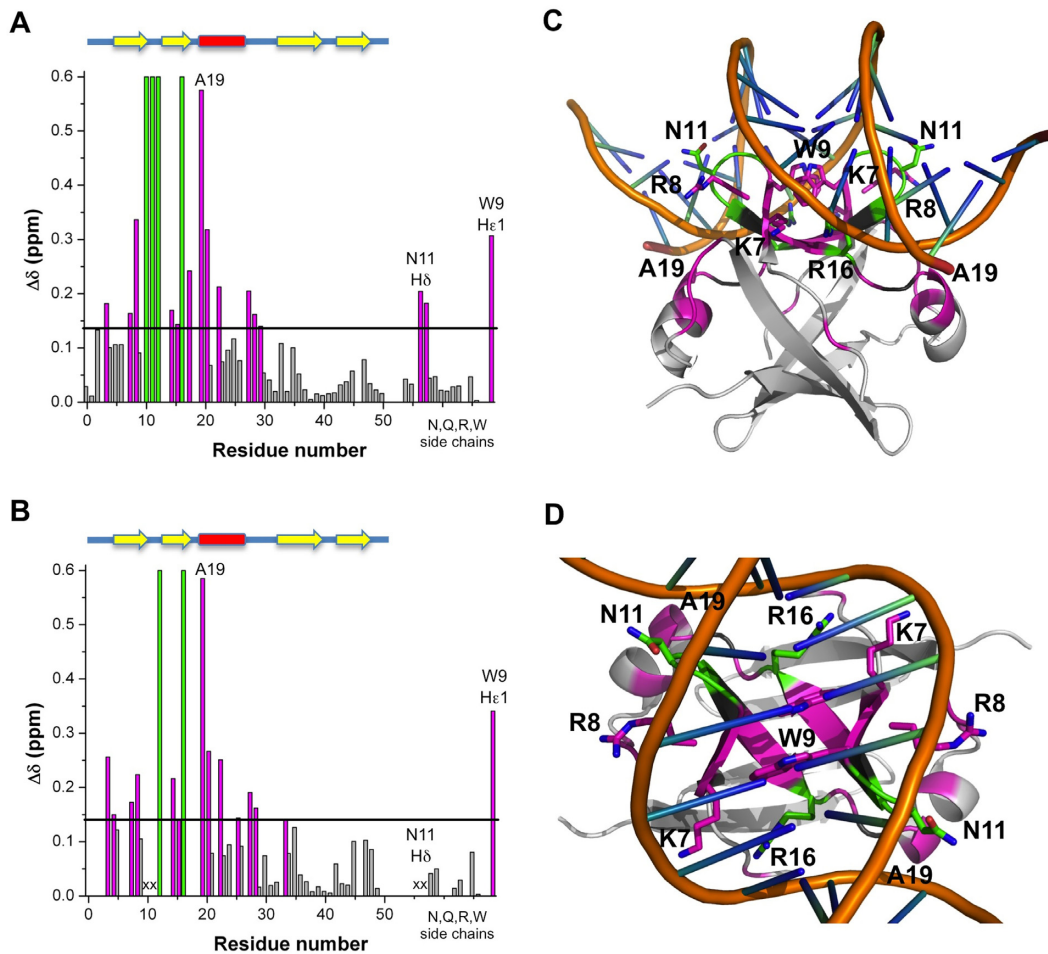 A
0.6
0.5
0.4
0.3
0.2
0.1
0.0
Δδ (ppm)
A19
W9
Hε1
N11
Hδ
0 10 20 30 40 50
N,Q,R,W
side chains
Residue number
B
0.6
0.5
0.4
0.3
0.2
0.1
0.0
Δδ (ppm)
A19
W9
Hε1
N11
Hδ
xx
xx
0 10 20 30 40 50
N,Q,R,W
side chains
Residue number
C
N11
N11
W9
R8
K7
R8
K7
A19
R16
A19
D
N11
A19
R16
K7
R8
R8
W9
K7
R16
N11
A19